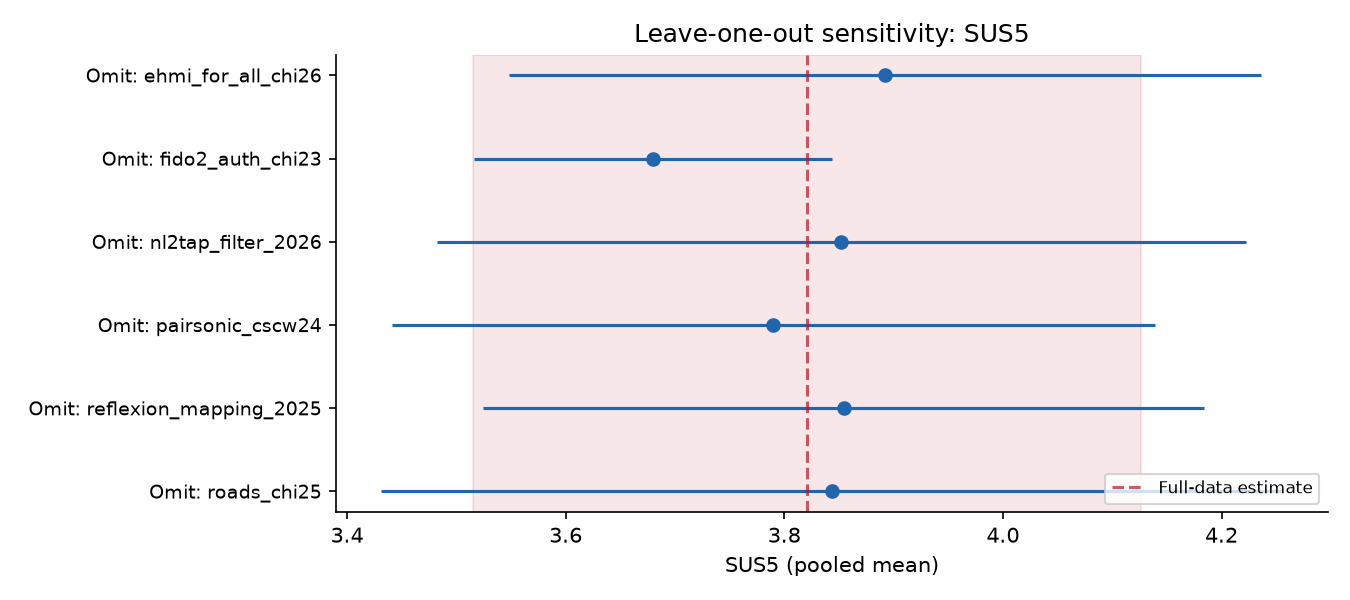 Leave-one-out sensitivity: SUS5
Omit: ehmi_for_all_chi26
Omit: fido2_auth_chi23
Omit: nl2tap_filter_2026
Omit: pairsonic_cscw24
Omit: reflexion_mapping_2025
Omit: roads_chi25
Full-data estimate
3.4 3.6 3.8 4.0 4.2
SUS5 (pooled mean)